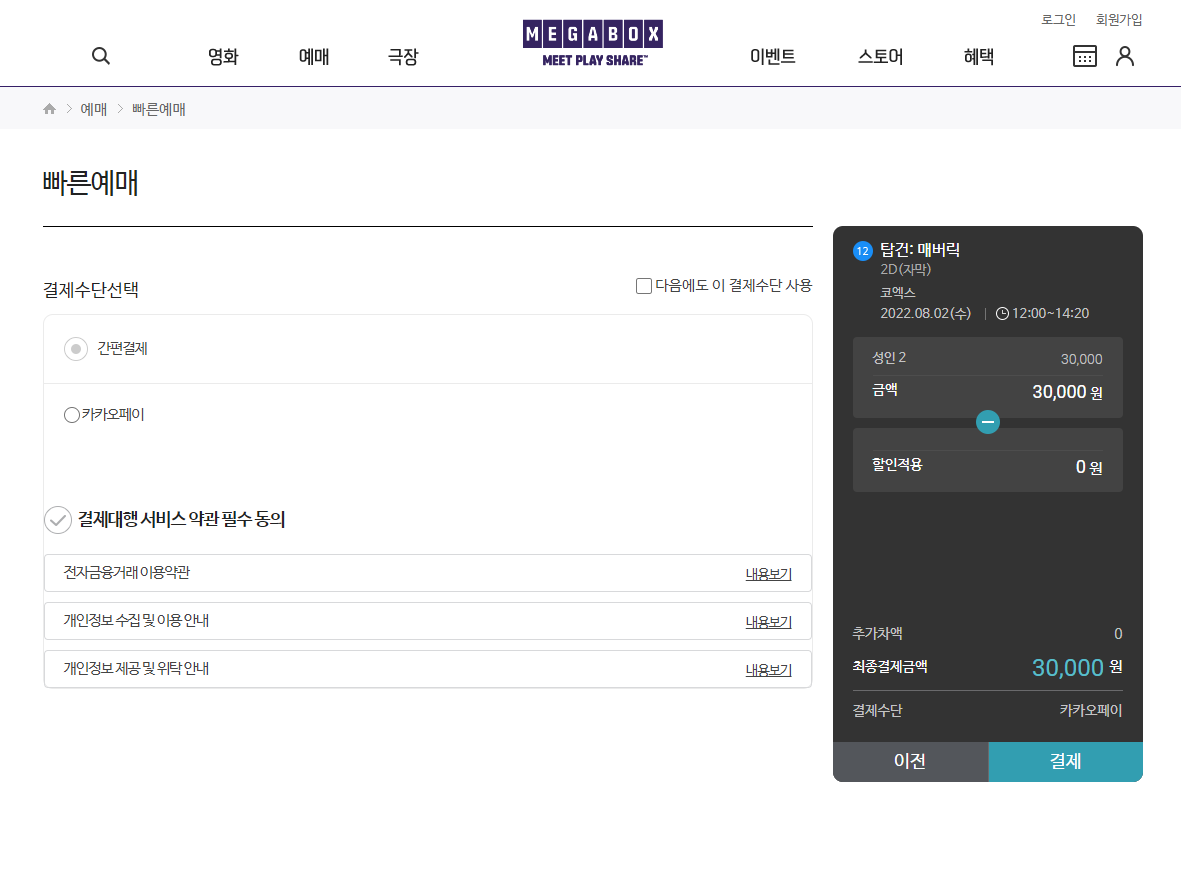 로그인 회원가입
영화 예매 극장 MEGABOX 이벤트 스토어 혜택
MEET PLAY SHARE™
예매 빠른예매
빠른예매
결제수단선택
다음에도 이 결제수단 사용
간편결제
카카오페이
결제대행 서비스 약관 필수 동의
전자금융거래 이용약관 내용보기
개인정보 수집 및 이용 안내 내용보기
개인정보 제공 및 위탁 안내 내용보기
12 탑건: 매버릭
2D(자막)
코엑스
2022.08.02(수) 12:00~14:20
성인 2 30,000
금액 30,000 원
할인적용 0 원
추가차액 0
최종결제금액 30,000 원
결제수단 카카오페이
이전 결제